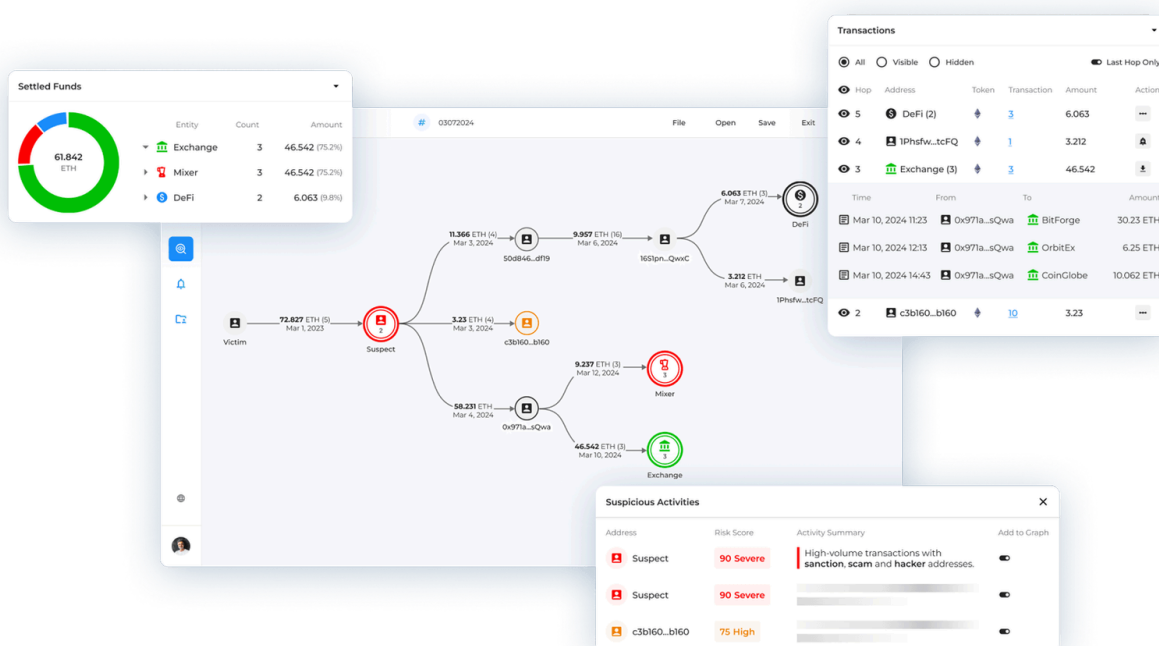 Settled Funds
61.842
ETH
Entity Count Amount
Exchange 3 46.542 (75.2%)
Mixer 3 46.542 (75.2%)
DeFi 2 6.063 (9.8%)
# 03072024 File Open Save Exit
Victim
72.827 ETH (5)
Mar 1, 2023
2
Suspect
11.366 ETH (4)
Mar 3, 2024
50d846...df19
9.957 ETH (16)
Mar 6, 2024
16S1pn...QwxC
6.063 ETH (3)
Mar 7, 2024
2
DeFi
3.212 ETH
Mar 6, 2024
1Phsfw...tcFQ
3.23 ETH (4)
Mar 3, 2024
c3b160...b160
58.231 ETH
Mar 4, 2024
0x971a...sQwa
9.237 ETH (3)
Mar 12, 2024
3
Mixer
46.542 ETH (3)
Mar 10, 2024
3
Exchange
Transactions
All Visible Hidden Last Hop Only
Hop Address Token Transaction Amount Action
5 DeFi (2) 3 6.063
4 1Phsfw...tcFQ 1 3.212
3 Exchange (3) 3 46.542
Time From To Amount
Mar 10, 2024 11:23 0x971a...sQwa BitForge 30.23 ETH
Mar 10, 2024 12:13 0x971a...sQwa OrbitEx 6.25 ETH
Mar 10, 2024 14:43 0x971a...sQwa CoinGlobe 10.062 ETH
2 c3b160...b160 10 3.23
Suspicious Activities
Address Risk Score Activity Summary Add to Graph
Suspect 90 Severe High-volume transactions with
sanction, scam and hacker addresses.
Suspect 90 Severe
c3b160...b160 75 High